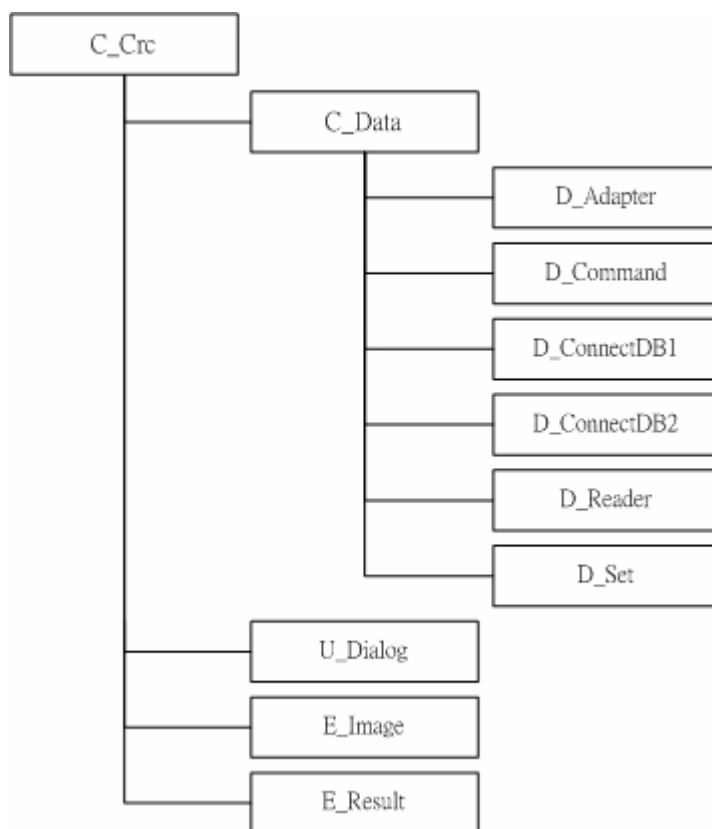 C_Crc
C_Data
D_Adapter
D_Command
D_ConnectDB1
D_ConnectDB2
D_Reader
D_Set
U_Dialog
E_Image
E_Result